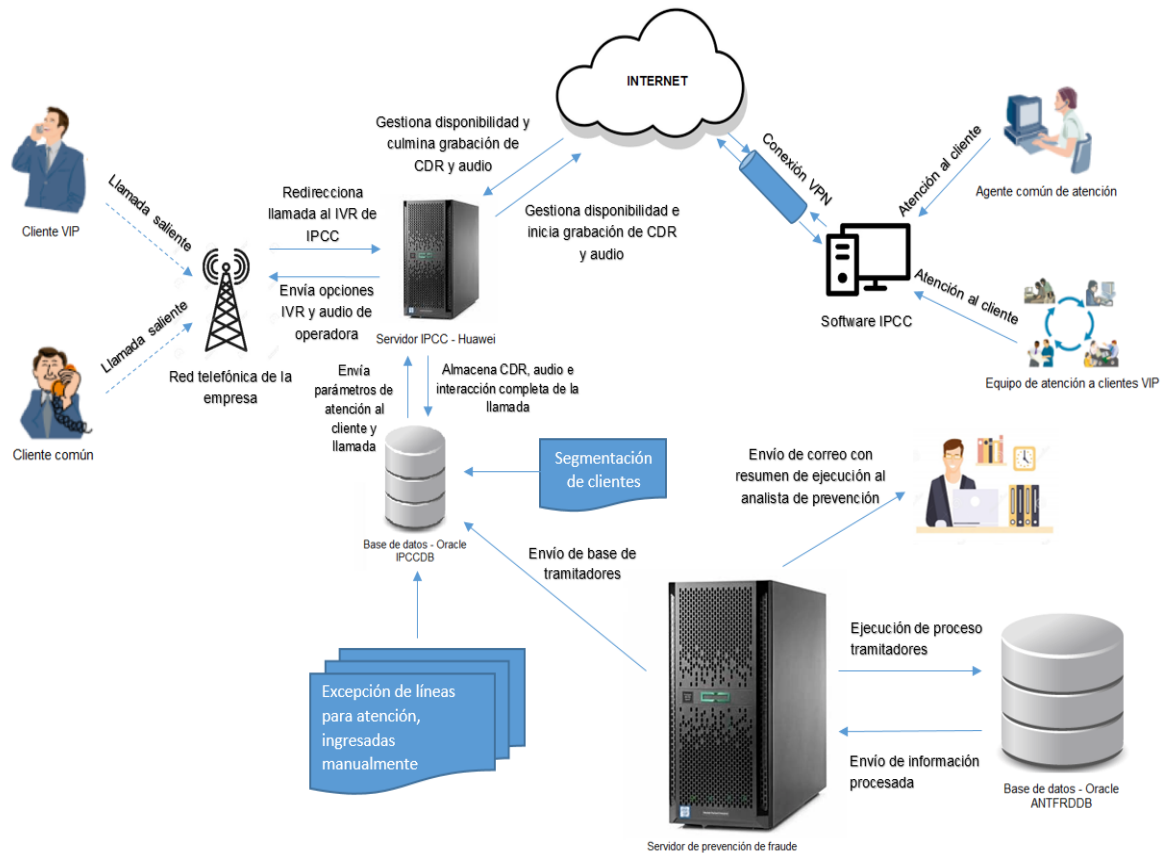 INTERNET
Gestiona disponibilidad y
culmina grabación de
CDR y audio
Conexión VPN
Atención al cliente
Agente común de atención
Llamada saliente
Cliente VIP
Redirecciona
llamada al IVR de
IPCC
Gestiona disponibilidad e
inicia grabación de CDR
y audio
Envía opciones
IVR y audio de
operadora
Servidor IPCC - Huawei
Software IPCC
Atención al cliente
Equipo de atención a clientes VIP
Llamada saliente
Red telefónica de la
empresa
Cliente común
Envía
parámetros de
atención al
cliente y
llamada
Almacena CDR, audio e
interacción completa de la
llamada
Segmentación
de clientes
Base de datos - Oracle
IPCCDB
Envío de correo con
resumen de ejecución al
analista de prevención
Envío de base de
tramitadores
Ejecución de proceso
tramitadores
Excepción de líneas
para atención,
ingresadas
manualmente
Envío de información
procesada
Base de datos - Oracle
ANTFRDDB
Servidor de prevención de fraude